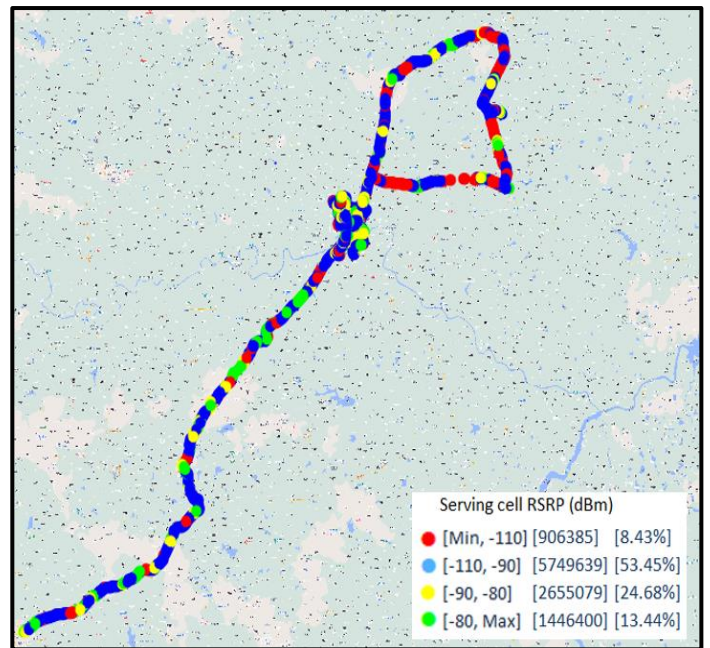 Serving cell RSRP (dBm)
[Min, -110] [906385] [8.43%]
[-110, -90] [5749639] [53.45%]
[-90, -80] [2655079] [24.68%]
[-80, Max] [1446400] [13.44%]